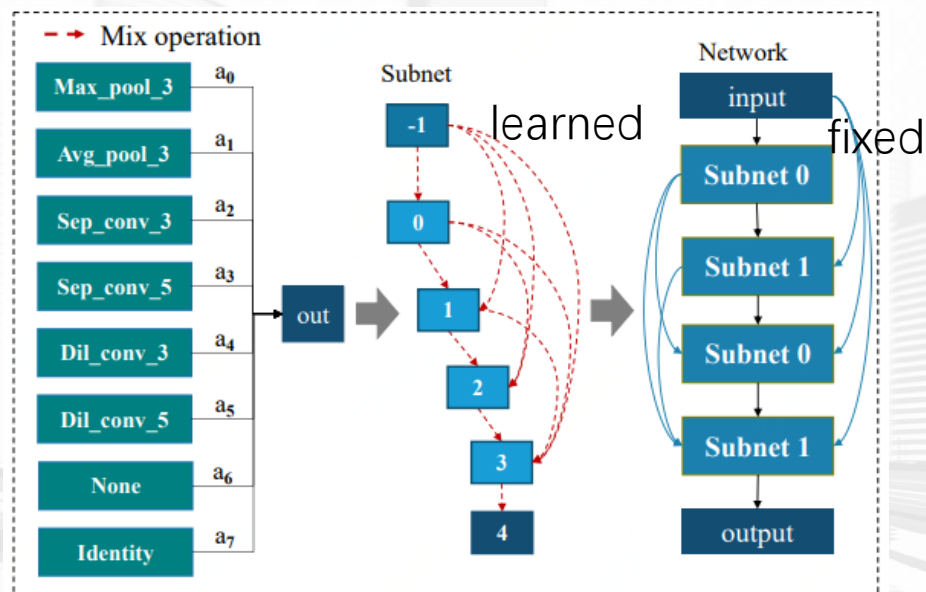 Mix operation
Max_pool_3
a0
Avg_pool_3
a1
Sep_conv_3
a2
Sep_conv_5
a3
Dil_conv_3
a4
Dil_conv_5
a5
None
a6
Identity
a7
out
Subnet
learned
-1
0
1
2
3
4
Network
fixed
input
Subnet 0
Subnet 1
Subnet 0
Subnet 1
output